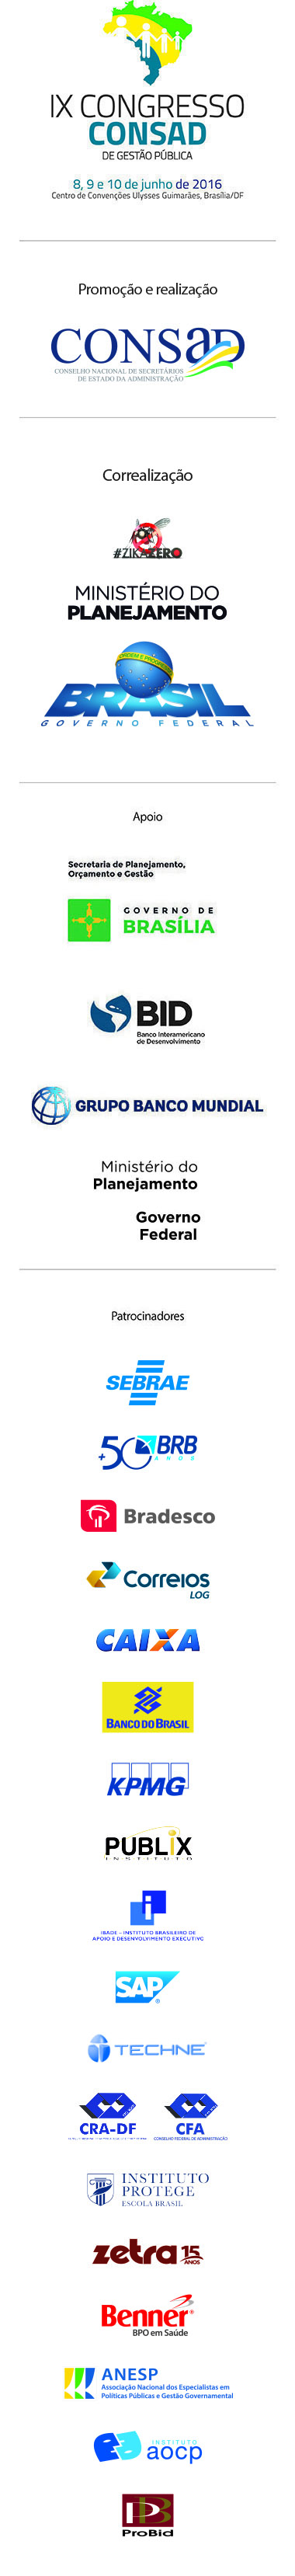 IX CONGRESSO
CONSAD
DE GESTÃO PÚBLICA
8, 9 e 10 de junho de 2016
Centro de Convenções Ulysses Guimarães, Brasília/DF
Promoção e realização
CONSAD
CONSELHO NACIONAL DE SECRETÁRIOS
DE ESTADO DA ADMINISTRAÇÃO
Correalização
#ZIKAZERO
MINISTÉRIO DO
PLANEJAMENTO
ORDEM E PROGRESSO
BRASIL
GOVERNO FEDERAL
Apoio
Secretaria de Planejamento,
Orçamento e Gestão
GOVERNO DE
BRASÍLIA
BID
Banco Interamericano
de Desenvolvimento
GRUPO BANCO MUNDIAL
Ministério do
Planejamento
Governo
Federal
Patrocinadores
SEBRAE
+50 BRB
ANOS
Bradesco
Correios
LOG
CAIXA
BANCO DO BRASIL
KPMG
PUBLIX
INSTITUTO
i
IBADE - INSTITUTO BRASILEIRO DE
APOIO E DESENVOLVIMENTO EXECUTIVO
SAP®
TECHNE
CRA-DF CFA
CONSELHO FEDERAL DE ADMINISTRAÇÃO
INSTITUTO
PROTEGE
ESCOLA BRASIL
zetra 15
ANOS
Benner®
BPO em Saúde
ANESP
Associação Nacional dos Especialistas em
Políticas Públicas e Gestão Governamental
INSTITUTO
aocp
PB
ProBid